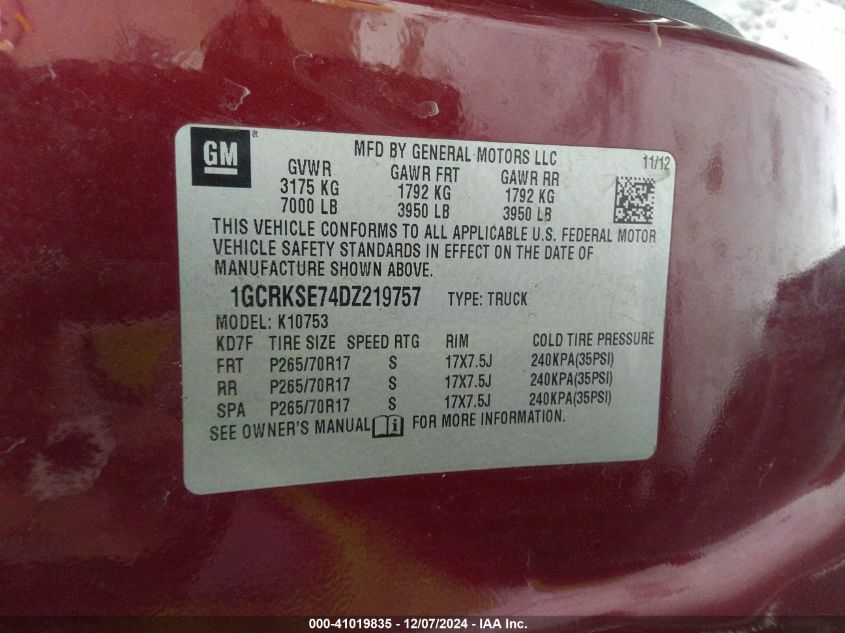 GM
MFD BY GENERAL MOTORS LLC
11/12
GVWR GAWR FRT GAWR RR
3175 KG 1792 KG 1792 KG
7000 LB 3950 LB 3950 LB
THIS VEHICLE CONFORMS TO ALL APPLICABLE U.S. FEDERAL MOTOR
VEHICLE SAFETY STANDARDS IN EFFECT ON THE DATE OF
MANUFACTURE SHOWN ABOVE.
1GCRKSE74DZ219757 TYPE: TRUCK
MODEL: K10753
KD7F TIRE SIZE SPEED RTG RIM COLD TIRE PRESSURE
FRT P265/70R17 S 17X7.5J 240KPA(35PSI)
RR P265/70R17 S 17X7.5J 240KPA(35PSI)
SPA P265/70R17 S 17X7.5J 240KPA(35PSI)
SEE OWNER'S MANUAL FOR MORE INFORMATION.
000-41019835 - 12/07/2024 - IAA Inc.